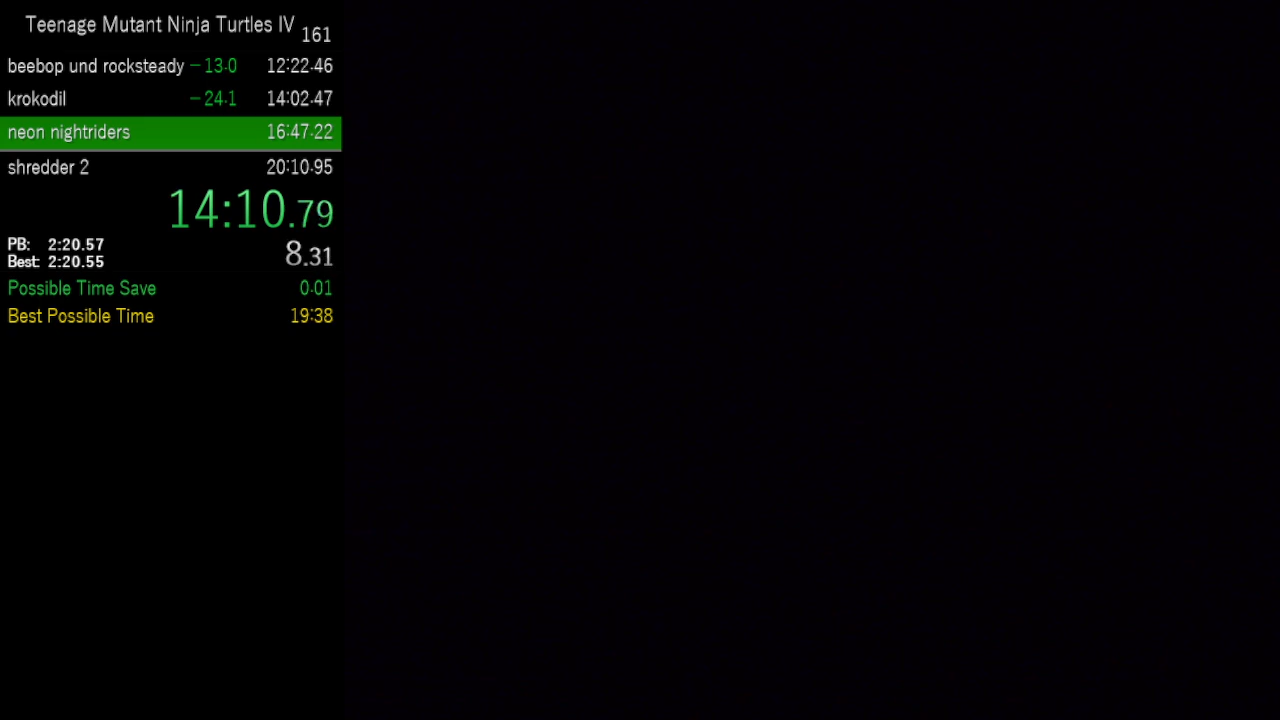 Teenage Mutant Ninja Turtles IV 161
beebop und rocksteady -13.0 12:22.46
krokodil -24.1 14:02.47
neon nightriders 16:47.22
shredder 2 20:10.95
14:10.79
PB: 2:20.57
Best: 2:20.55
8.31
Possible Time Save 0.01
Best Possible Time 19:38